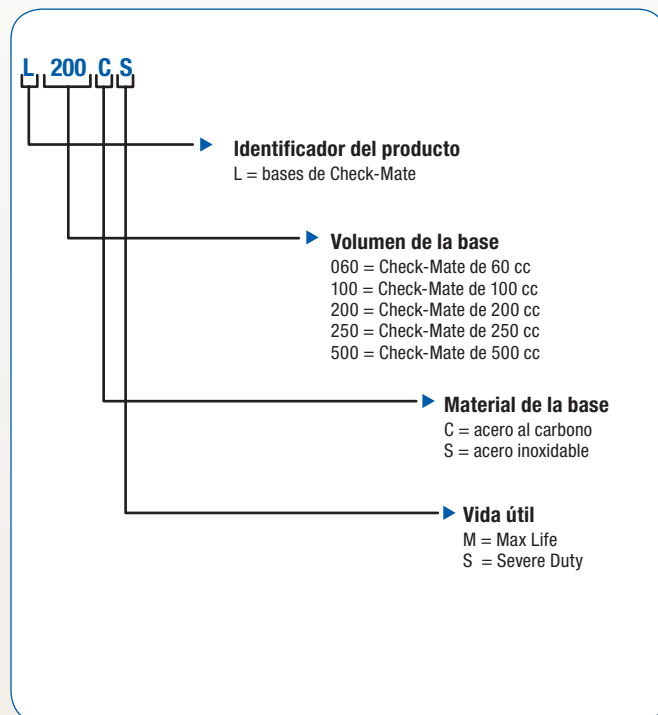 L 200 C S
Identificador del producto
L = bases de Check-Mate
Volumen de la base
060 = Check-Mate de 60 cc
100 = Check-Mate de 100 cc
200 = Check-Mate de 200 cc
250 = Check-Mate de 250 cc
500 = Check-Mate de 500 cc
Material de la base
C = acero al carbono
S = acero inoxidable
Vida útil
M = Max Life
S = Severe Duty